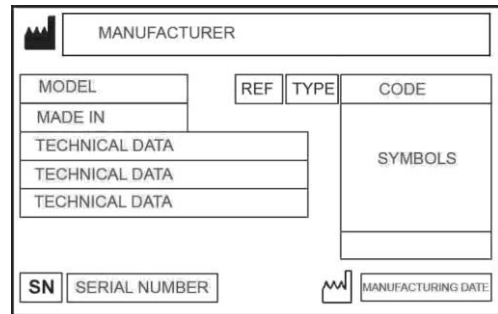 MANUFACTURER
MODEL REF TYPE CODE
MADE IN
TECHNICAL DATA
SYMBOLS
TECHNICAL DATA
TECHNICAL DATA
SN SERIAL NUMBER MANUFACTURING DATE